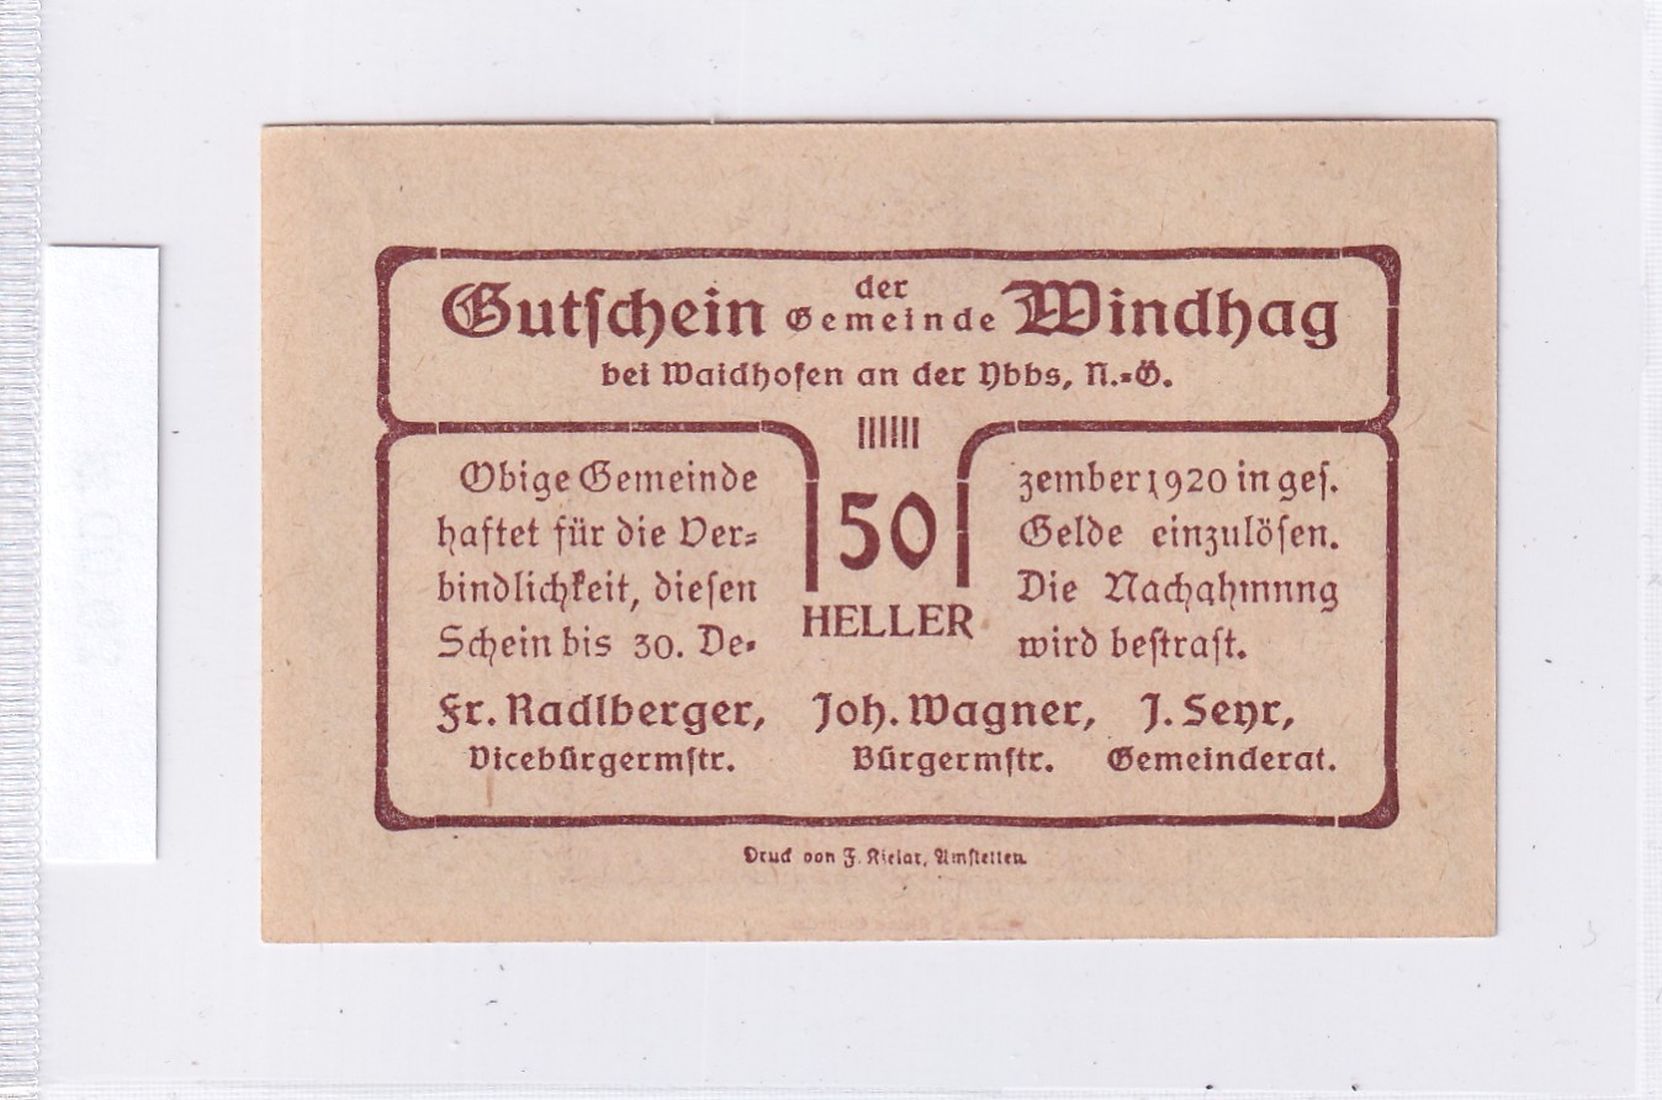 Gutschein der Gemeinde Windhag
bei Waidhofen an der Ybbs, N.=Ö.
50
HELLER
Obige Gemeinde
haftet für die Ver=
bindlichkeit, diesen
Schein bis 30. De=
zember 1920 in ges.
Gelde einzulösen.
Die Nachahmnng
wird bestraft.
Fr. Radlberger, Joh. Wagner, J. Seyr,
Vicebürgermstr. Bürgermstr. Gemeinderat.
Druck von F. Kielar, Amstetten.